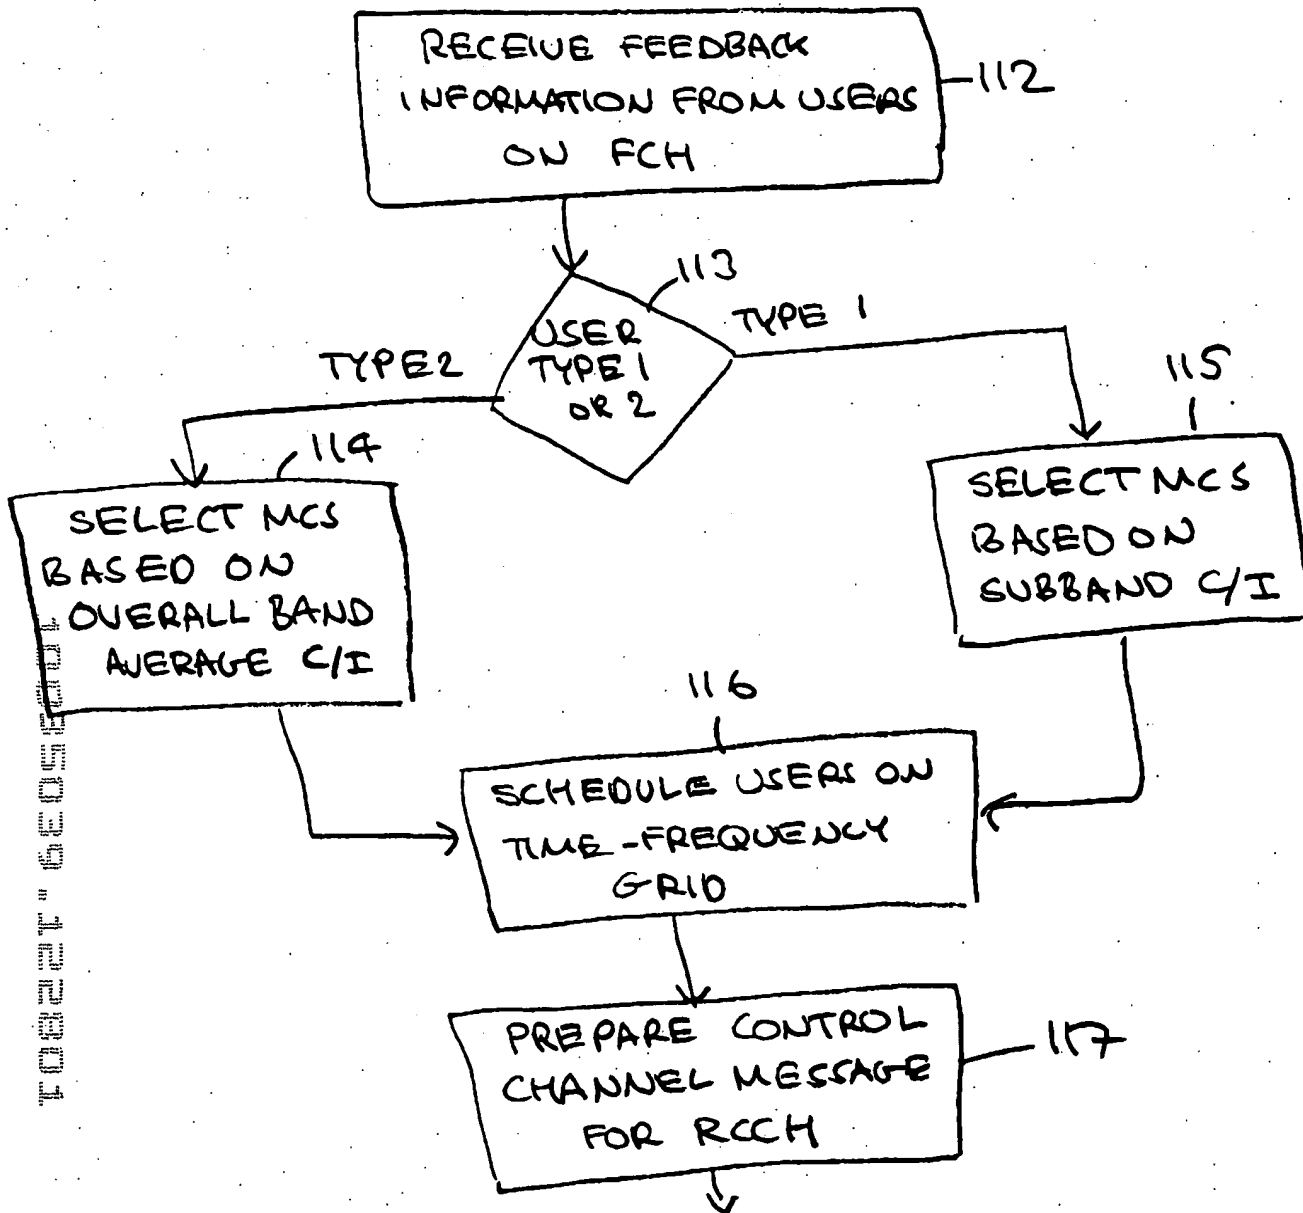 RECEIVE FEEDBACK
INFORMATION FROM USERS
ON FCH
112
113
USER
TYPE 1
OR 2
TYPE 1
TYPE 2
115
114
SELECT MCS
BASED ON
OVERALL BAND
AVERAGE C/I
SELECT MCS
BASED ON
SUBBAND C/I
116
SCHEDULE USERS ON
TIME-FREQUENCY
GRID
PREPARE CONTROL
CHANNEL MESSAGE
FOR RCCH
117
10035039.122801